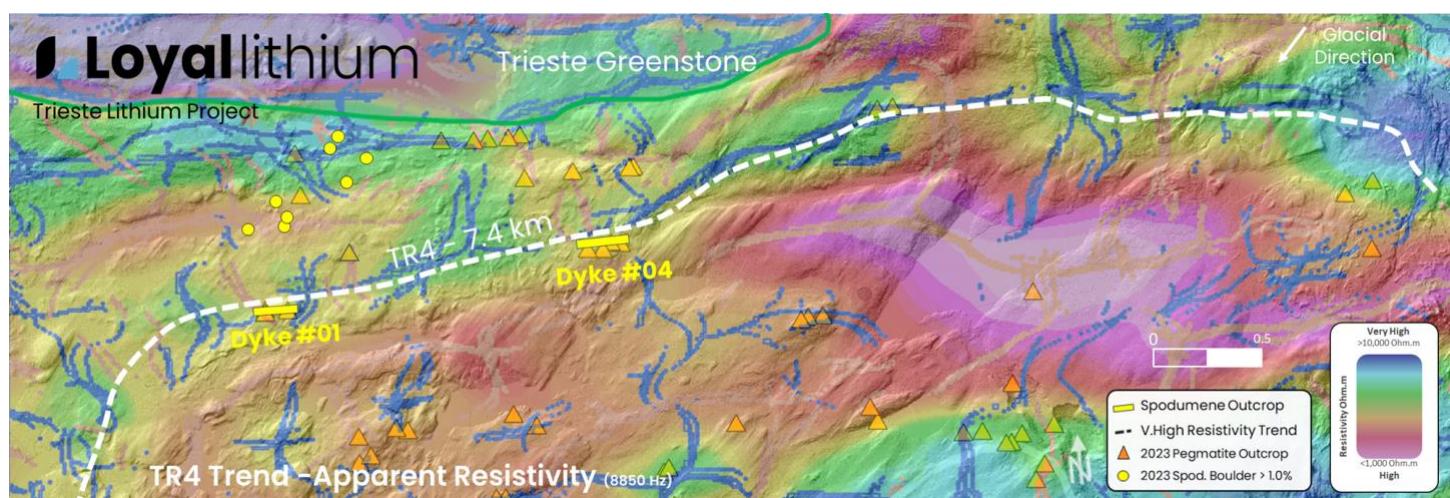 Loyallithium
Trieste Lithium Project
Trieste Greenstone
Glacial
Direction
TR4 - 7.4 km
Dyke #04
Dyke #01
0
0.5
N
Very High
>10,000 Ohm.m
Resistivity Ohm.m
<1,000 Ohm.m
High
Spodumene Outcrop
V.High Resistivity Trend
2023 Pegmatite Outcrop
2023 Spod. Boulder > 1.0%
TR4 Trend -Apparent Resistivity (8850 Hz)